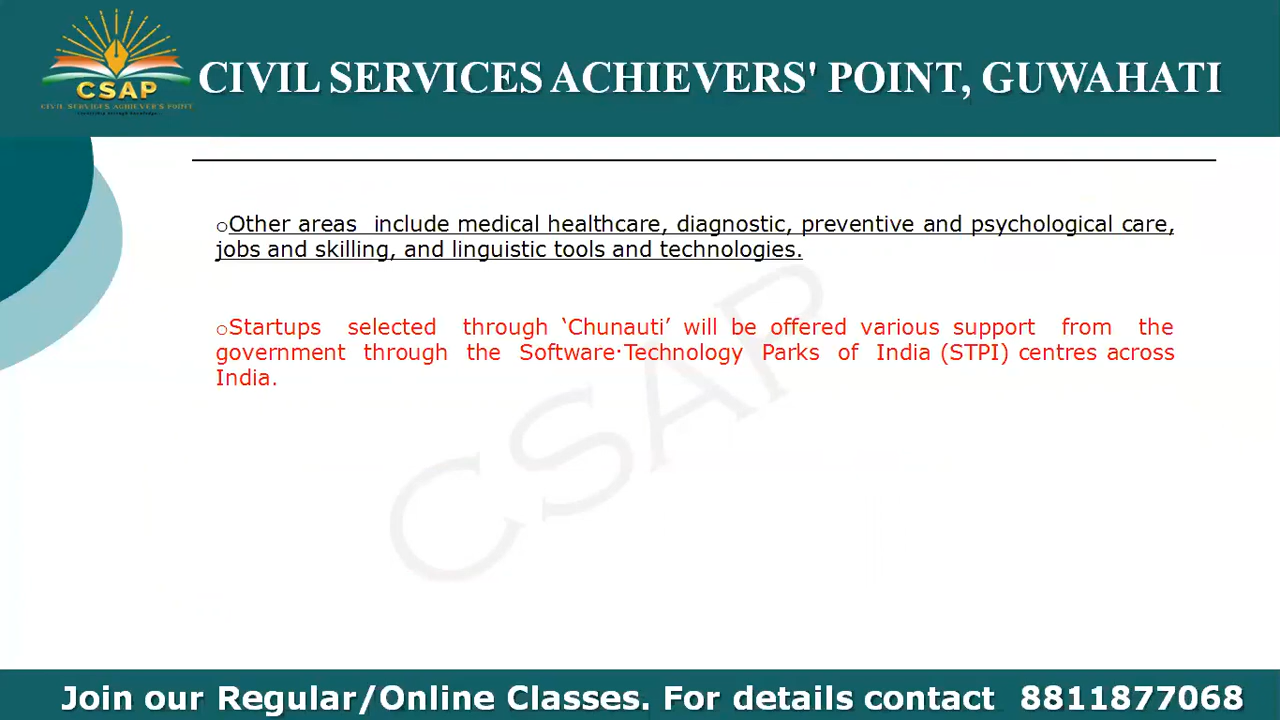 CSAP
CIVIL SERVICES ACHIEVER'S POINT
CIVIL SERVICES ACHIEVERS' POINT, GUWAHATI
oOther areas  include medical healthcare, diagnostic, preventive and psychological care,
jobs and skilling, and linguistic tools and technologies.
oStartups selected through ‘Chunauti’ will be offered various support from the
government through the Software·Technology Parks of India (STPI) centres across
India.
CSAP
Join our Regular/Online Classes. For details contact  8811877068